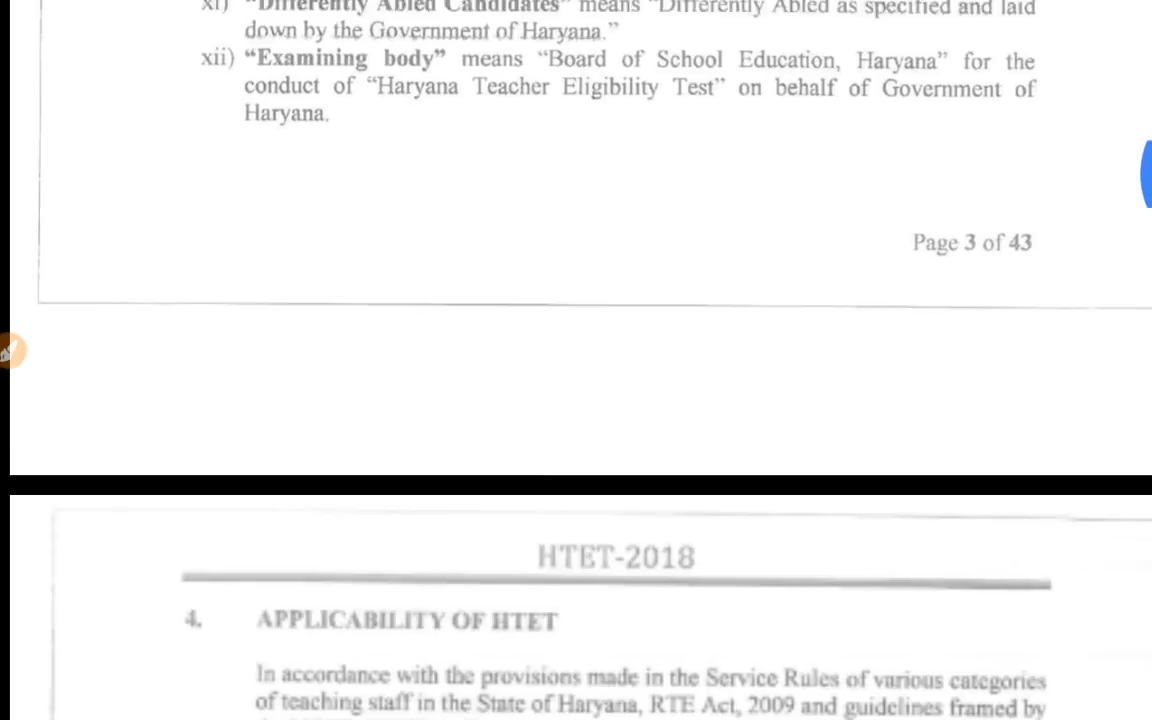 xi) “Differently Abled Candidates” means “Differently Abled as specified and laid
down by the Government of Haryana.”
xii) “Examining body” means “Board of School Education, Haryana” for the
conduct of “Haryana Teacher Eligibility Test” on behalf of Government of
Haryana.
Page 3 of 43
HTET-2018
4. APPLICABILITY OF HTET
In accordance with the provisions made in the Service Rules of various categories
of teaching staff in the State of Haryana, RTE Act, 2009 and guidelines framed by